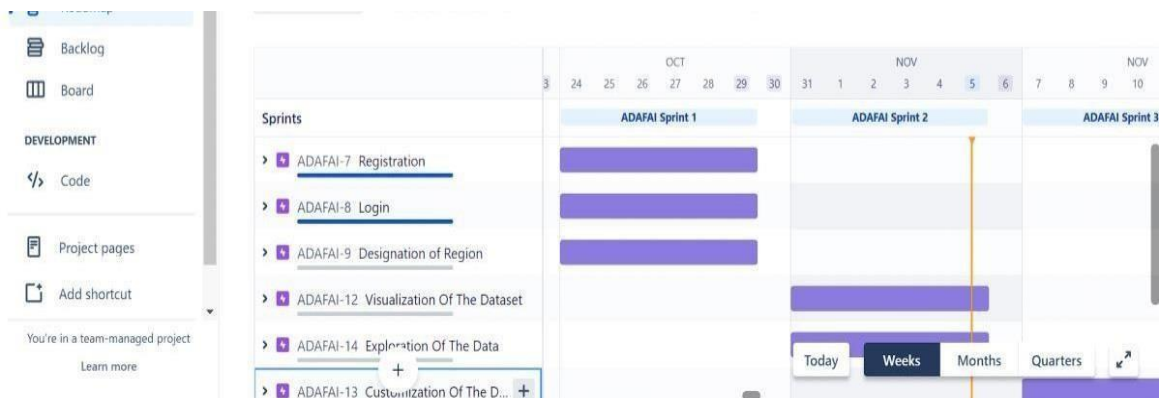 Backlog
Board
DEVELOPMENT
Code
Project pages
Add shortcut
You're in a team-managed project
Learn more
OCT NOV NOV
3 24 25 26 27 28 29 30 31 1 2 3 4 5 6 7 8 9 10
Sprints ADAFAI Sprint 1 ADAFAI Sprint 2 ADAFAI Sprint 3
ADAFAI-7 Registration
ADAFAI-8 Login
ADAFAI-9 Designation of Region
ADAFAI-12 Visualization Of The Dataset
ADAFAI-14 Exploration Of The Data
ADAFAI-13 Customization Of The D... +
Today Weeks Months Quarters